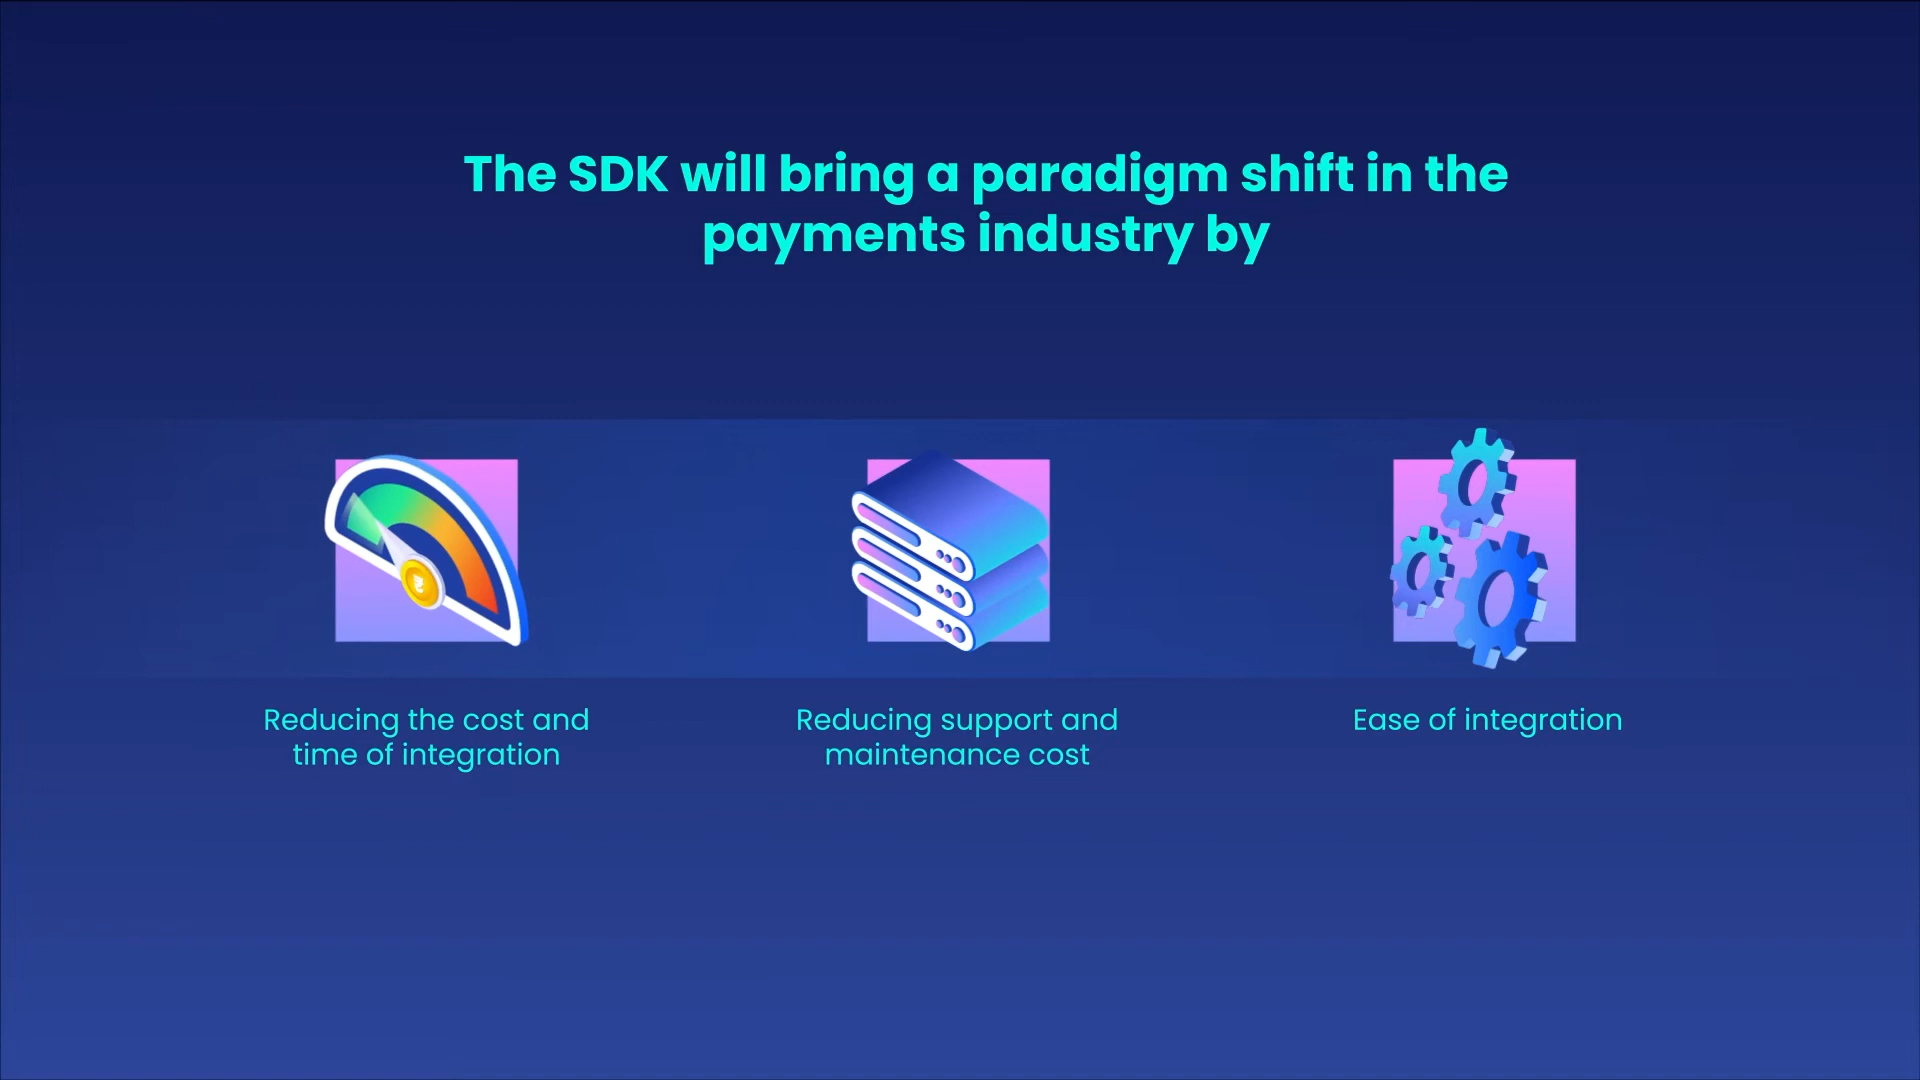 The SDK will bring a paradigm shift in the
payments industry by
Reducing the cost and
time of integration
Reducing support and
maintenance cost
Ease of integration